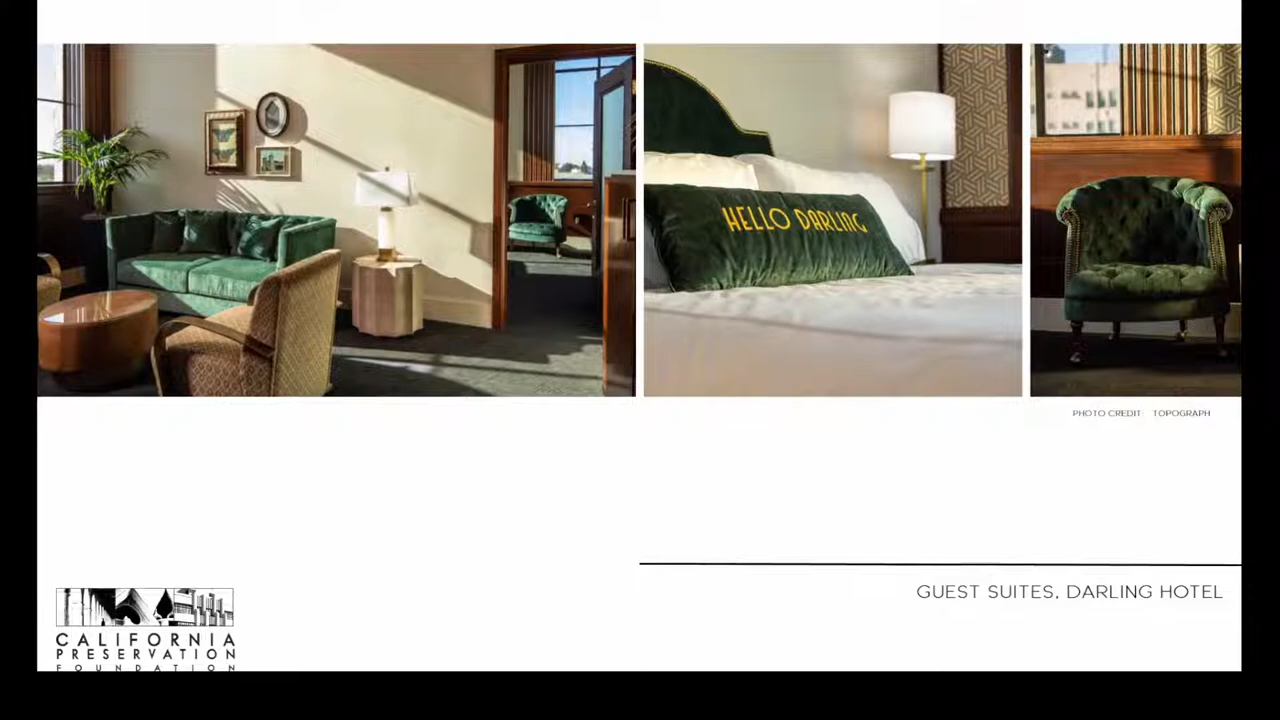 HELLO DARLING
PHOTO CREDIT: TOPOGRAPH
GUEST SUITES, DARLING HOTEL
CALIFORNIA
PRESERVATION
FOUNDATION